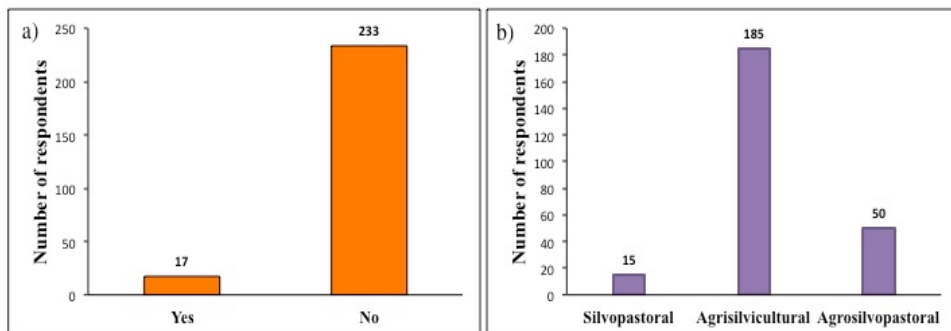 a)
Number of respondents
250
200
150
100
50
0
17
233
Yes
No
b)
Number of respondents
200
180
160
140
120
100
80
60
40
20
0
15
185
50
Silvopastoral
Agrisilvicultural
Agrosilvopastoral